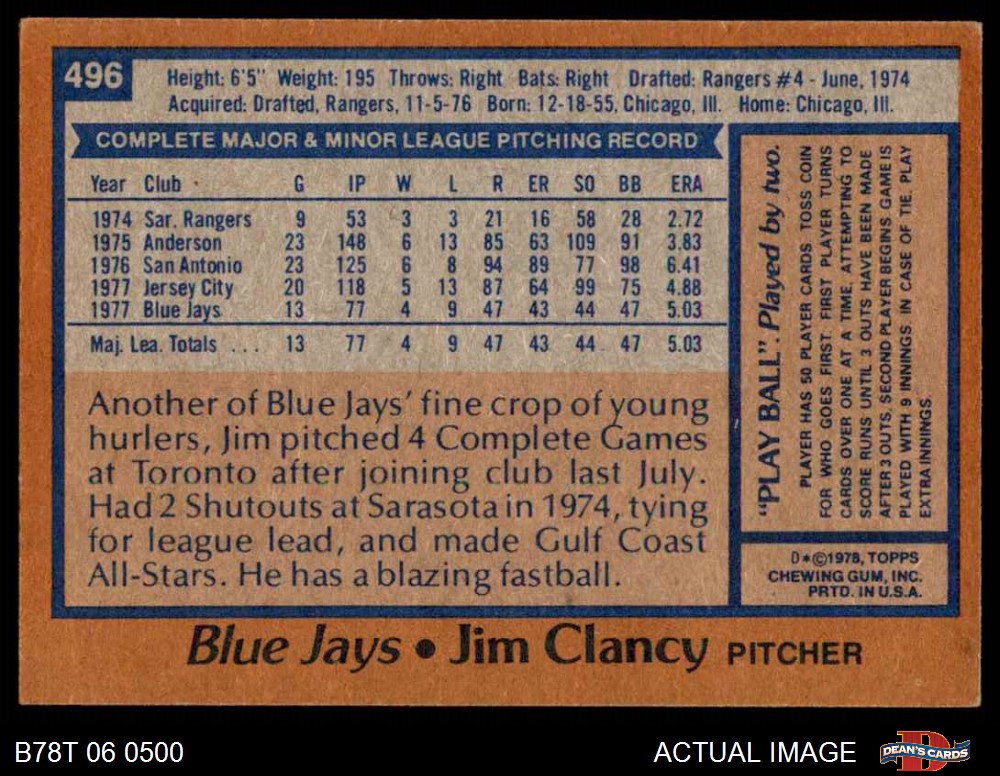 496
Height: 6'5" Weight: 195 Throws: Right Bats: Right Drafted: Rangers #4 - June, 1974
Acquired: Drafted, Rangers, 11-5-76 Born: 12-18-55, Chicago, Ill. Home: Chicago, Ill.
COMPLETE MAJOR & MINOR LEAGUE PITCHING RECORD
Year Club G IP W L R ER SO BB ERA
1974 Sar. Rangers 9 53 3 3 21 16 58 28 2.72
1975 Anderson 23 148 6 13 85 63 109 91 3.83
1976 San Antonio 23 125 6 8 94 89 77 98 6.41
1977 Jersey City 20 118 5 13 87 64 99 75 4.88
1977 Blue Jays 13 77 4 9 47 43 44 47 5.03
Maj. Lea. Totals ... 13 77 4 9 47 43 44 47 5.03
Another of Blue Jays' fine crop of young
hurlers, Jim pitched 4 Complete Games
at Toronto after joining club last July.
Had 2 Shutouts at Sarasota in 1974, tying
for league lead, and made Gulf Coast
All-Stars. He has a blazing fastball.
"PLAY BALL". Played by two.
PLAYER HAS 50 PLAYER CARDS TOSS COIN
FOR WHO GOES FIRST. FIRST PLAYER TURNS
CARDS OVER ONE AT A TIME, ATTEMPTING TO
SCORE RUNS UNTIL 3 OUTS HAVE BEEN MADE
AFTER 3 OUTS, SECOND PLAYER BEGINS GAME IS
PLAYED WITH 9 INNINGS IN CASE OF TIE. PLAY
EXTRA INNINGS.
D*©1978, TOPPS
CHEWING GUM, INC.
PRTD. IN U.S.A.
Blue Jays • Jim Clancy PITCHER
B78T 06 0500
ACTUAL IMAGE
D
DEAN'S CARDS